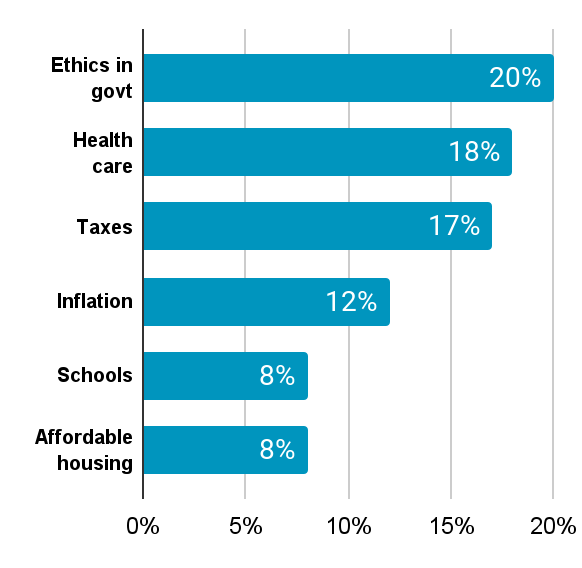 Ethics in
govt
20%
Health
care
18%
Taxes
17%
Inflation
12%
Schools
8%
Affordable
housing
8%
0% 5% 10% 15% 20%